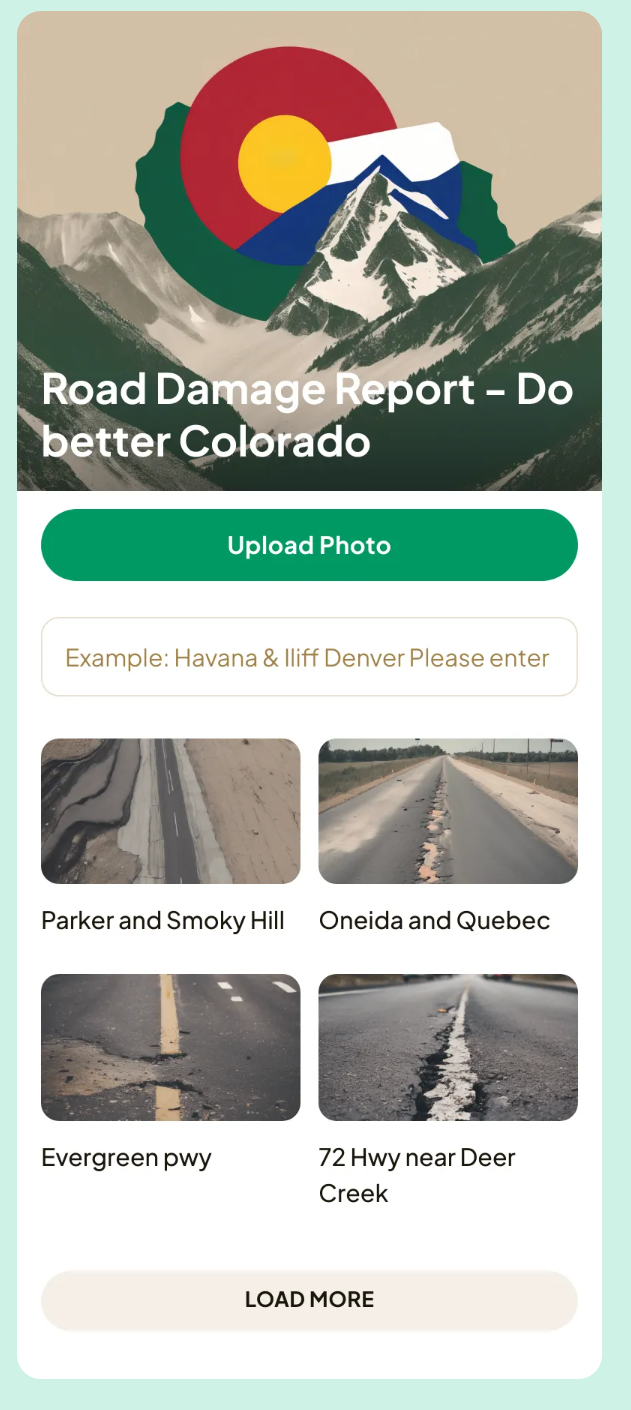 Road Damage Report – Do
better Colorado
Upload Photo
Example: Havana & Iliff Denver Please enter
Parker and Smoky Hill
Oneida and Quebec
Evergreen pwy
72 Hwy near Deer
Creek
LOAD MORE